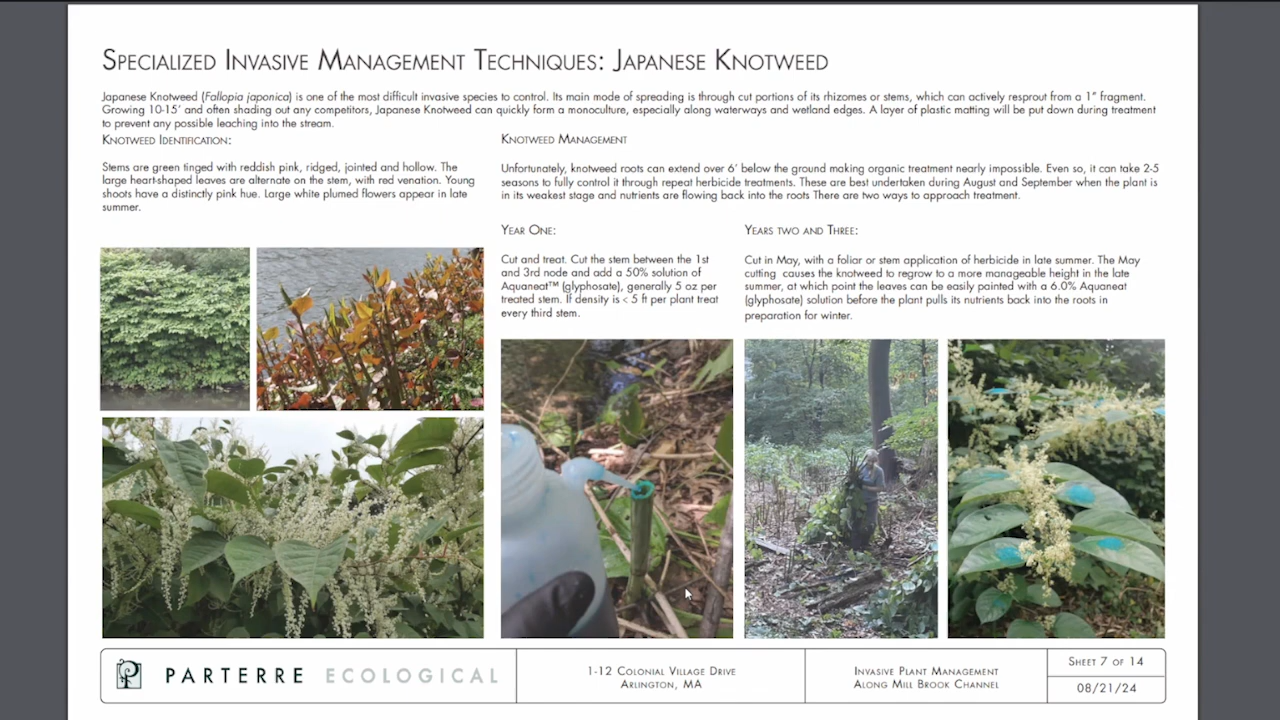 Specialized Invasive Management Techniques: Japanese Knotweed
Japanese Knotweed (Fallopia japonica) is one of the most difficult invasive species to control. Its main mode of spreading is through cut portions of its rhizomes or stems, which can actively resprout from a 1" fragment.
Growing 10-15' and often shading out any competitors, Japanese Knotweed can quickly form a monoculture, especially along waterways and wetland edges. A layer of plastic matting will be put down during treatment
to prevent any possible leaching into the stream.
Knotweed Identification:
Stems are green tinged with reddish pink, ridged, jointed and hollow. The
large heart-shaped leaves are alternate on the stem, with red venation. Young
shoots have a distinctly pink hue. Large white plumed flowers appear in late
summer.
Knotweed Management
Unfortunately, knotweed roots can extend over 6' below the ground making organic treatment nearly impossible. Even so, it can take 2-5
seasons to fully control it through repeat herbicide treatments. These are best undertaken during August and September when the plant is
in its weakest stage and nutrients are flowing back into the roots There are two ways to approach treatment.
Year One:
Cut and treat. Cut the stem between the 1st
and 3rd node and add a 50% solution of
Aquaneat™ (glyphosate), generally 5 oz per
treated stem. If density is < 5 ft per plant treat
every third stem.
Years two and Three:
Cut in May, with a foliar or stem application of herbicide in late summer. The May
cutting causes the knotweed to regrow to a more manageable height in the late
summer, at which point the leaves can be easily painted with a 6.0% Aquaneat
(glyphosate) solution before the plant pulls its nutrients back into the roots in
preparation for winter.
PARTERRE ECOLOGICAL
1-12 Colonial Village Drive
Arlington, MA
Invasive Plant Management
Along Mill Brook Channel
Sheet 7 of 14
08/21/24